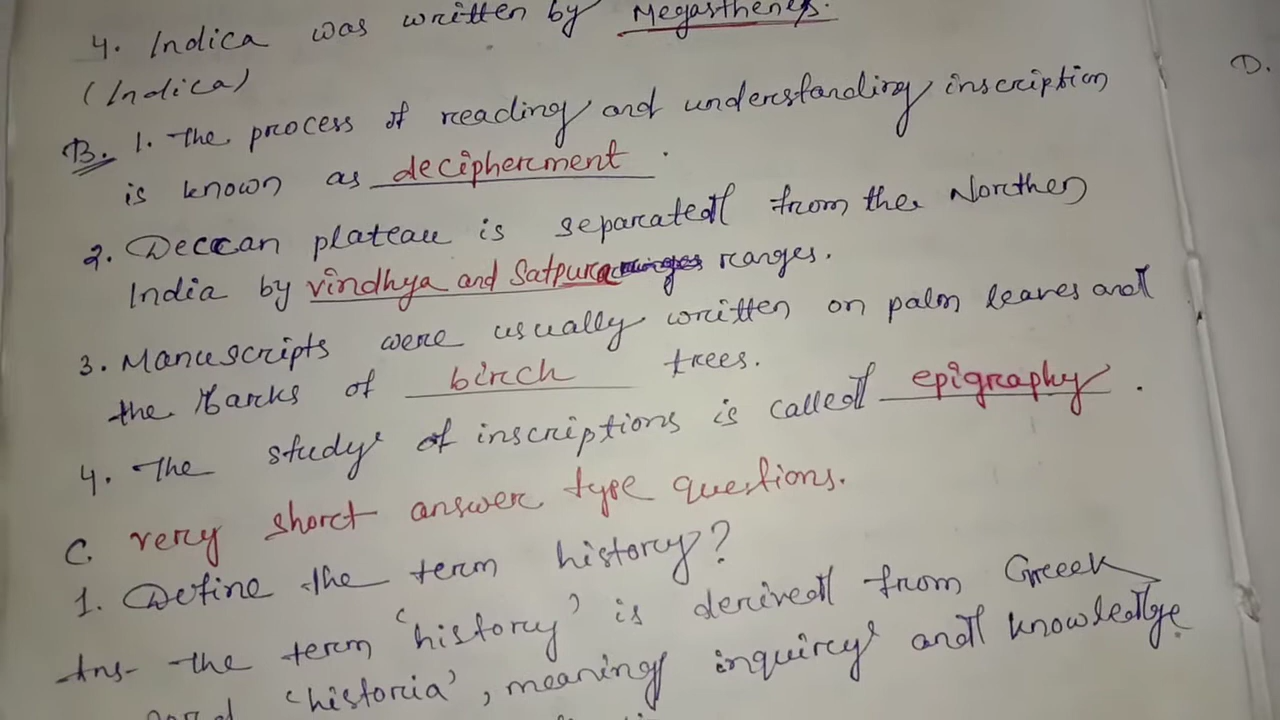 4. Indica was written by Megasthenes.
(Indica)
B. 1. The process of reading and understanding inscription
is known as decipherment.
2. Deccan plateau is separated from the Northen
India by vindhya and Satpura ranges.
3. Manuscripts were usually written on palm leaves and
the barks of birch trees.
4. The study of inscriptions is called epigraphy.
C. very short answer type questions.
1. Define the term history?
Ans- the term 'history' is derived from Greek
'historia', meaning inquiry and knowledge
D.